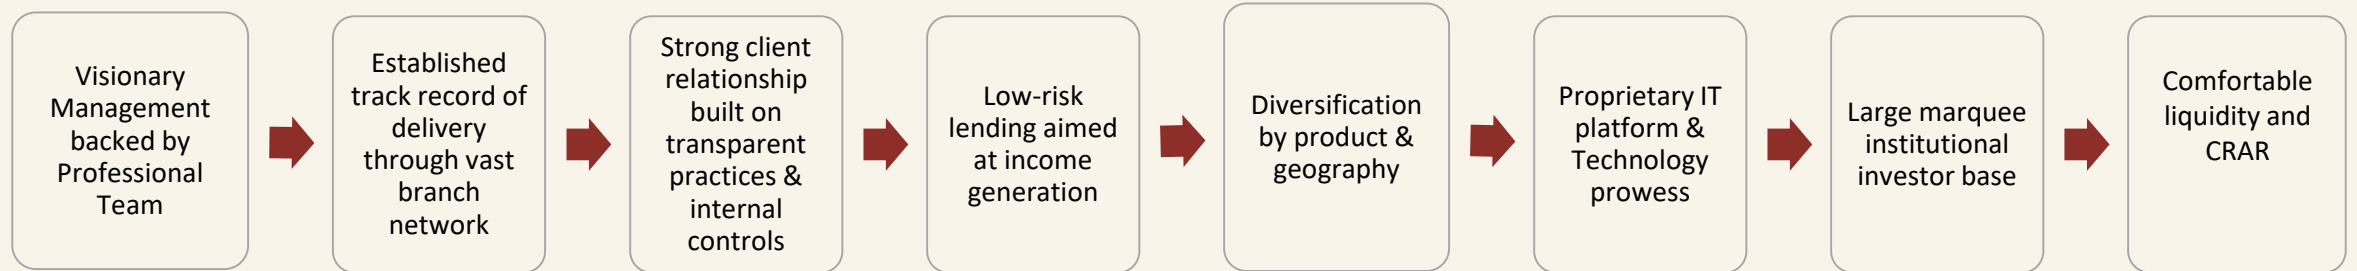 Visionary
Management
backed by
Professional
Team
Established
track record of
delivery
through vast
branch
network
Strong client
relationship
built on
transparent
practices &
internal
controls
Low-risk
lending aimed
at income
generation
Diversification
by product &
geography
Proprietary IT
platform &
Technology
prowess
Large marquee
institutional
investor base
Comfortable
liquidity and
CRAR